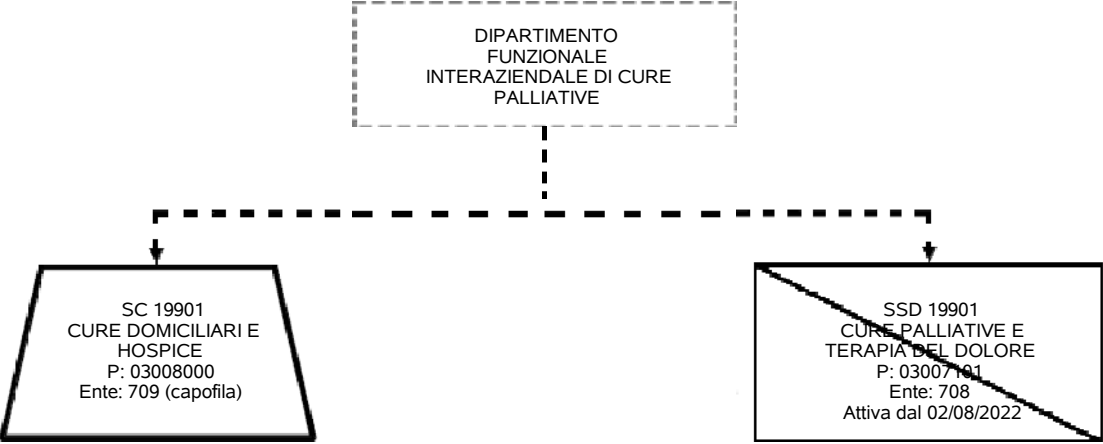 DIPARTIMENTO
FUNZIONALE
INTERAZIENDALE DI CURE
PALLIATIVE
SC 19901
CURE DOMICILIARI E
HOSPICE
P: 03008000
Ente: 709 (capofila)
SSD 19901
CURE PALLIATIVE E
TERAPIA DEL DOLORE
P: 03007101
Ente: 708
Attiva dal 02/08/2022